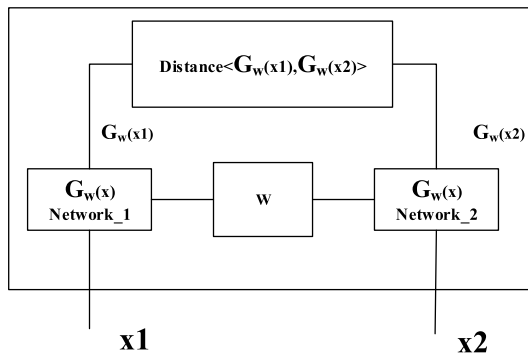 Distance<Gw(x1),Gw(x2)>
Gw(x1)
Gw(x2)
Gw(x)
Network_1
W
Gw(x)
Network_2
x1
x2